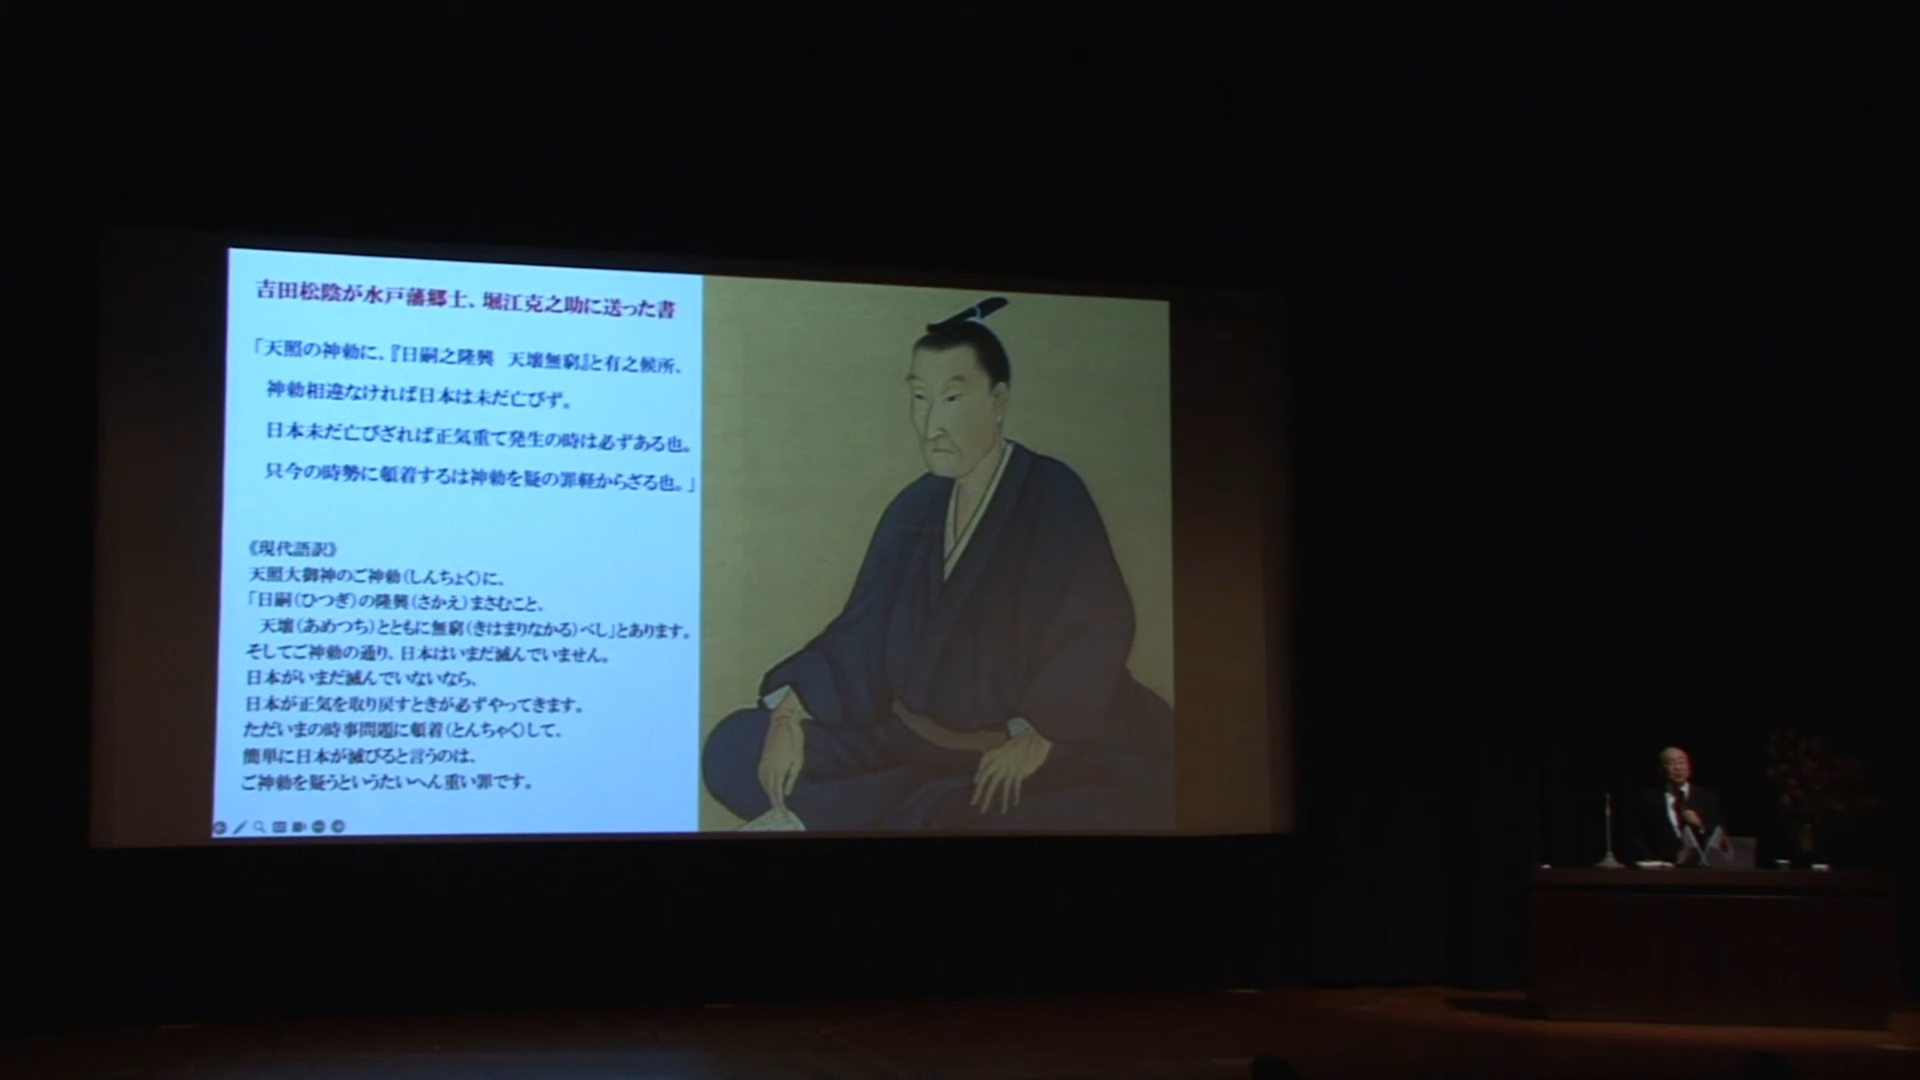 吉田松陰が水戸藩郷士、堀江克之助に送った書
「天照の神勅に、『日嗣之隆興 天壌無窮』と有之候所、
神勅相違なければ日本は未だ亡びず。
日本未だ亡びざれば正気重て発生の時は必ずある也。
只今の時勢に頓着するは神勅を疑の罪軽からざる也。」
《現代語訳》
天照大御神のご神勅(しんちょく)に、
「日嗣(ひつぎ)の隆興(さかえ)まさむこと、
天壌(あめつち)とともに無窮(きはまりなかる)べし」とあります。
そしてご神勅の通り、日本はいまだ滅んでいません。
日本がいまだ滅んでいないなら、
日本が正気を取り戻すときが必ずやってきます。
ただいまの時事問題に頓着(とんちゃく)して、
簡単に日本が滅びると言うのは、
ご神勅を疑うというたいへん重い罪です。